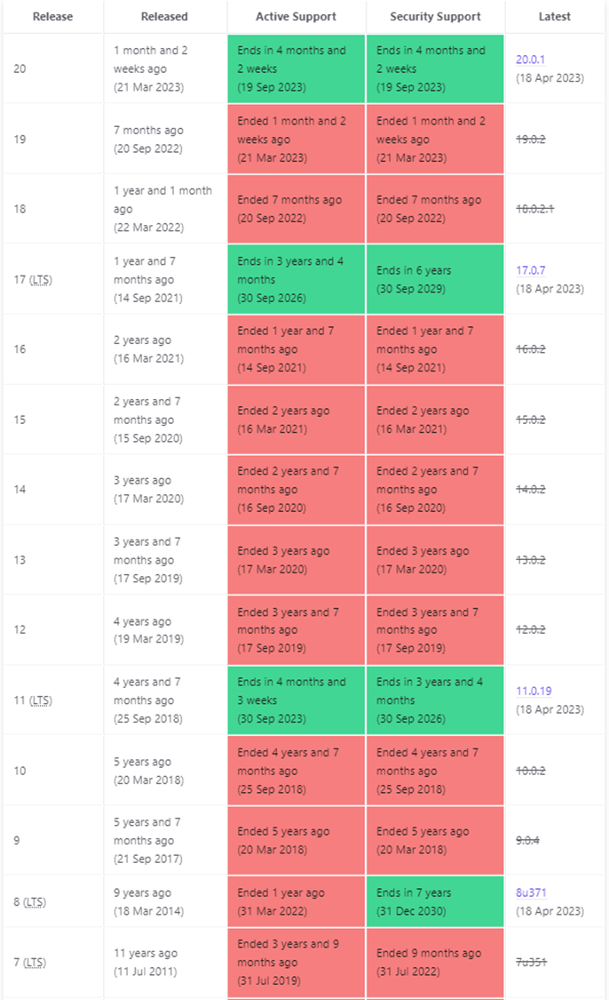 Release Released Active Support Security Support Latest
20
1 month and 2
weeks ago
(21 Mar 2023)
Ends in 4 months and
2 weeks
(19 Sep 2023)
Ends in 4 months and
2 weeks
(19 Sep 2023)
20.0.1
(18 Apr 2023)
19
7 months ago
(20 Sep 2022)
Ended 1 month and 2
weeks ago
(21 Mar 2023)
Ended 1 month and 2
weeks ago
(21 Mar 2023)
19.0.2
18
1 year and 1 month
ago
(22 Mar 2022)
Ended 7 months ago
(20 Sep 2022)
Ended 7 months ago
(20 Sep 2022)
18.0.2.1
17 (LTS)
1 year and 7
months ago
(14 Sep 2021)
Ends in 3 years and 4
months
(30 Sep 2026)
Ends in 6 years
(30 Sep 2029)
17.0.7
(18 Apr 2023)
16
2 years ago
(16 Mar 2021)
Ended 1 year and 7
months ago
(14 Sep 2021)
Ended 1 year and 7
months ago
(14 Sep 2021)
16.0.2
15
2 years and 7
months ago
(15 Sep 2020)
Ended 2 years ago
(16 Mar 2021)
Ended 2 years ago
(16 Mar 2021)
15.0.2
14
3 years ago
(17 Mar 2020)
Ended 2 years and 7
months ago
(16 Sep 2020)
Ended 2 years and 7
months ago
(16 Sep 2020)
14.0.2
13
3 years and 7
months ago
(17 Sep 2019)
Ended 3 years ago
(17 Mar 2020)
Ended 3 years ago
(17 Mar 2020)
13.0.2
12
4 years ago
(19 Mar 2019)
Ended 3 years and 7
months ago
(17 Sep 2019)
Ended 3 years and 7
months ago
(17 Sep 2019)
12.0.2
11 (LTS)
4 years and 7
months ago
(25 Sep 2018)
Ends in 4 months and
3 weeks
(30 Sep 2023)
Ends in 3 years and 4
months
(30 Sep 2026)
11.0.19
(18 Apr 2023)
10
5 years ago
(20 Mar 2018)
Ended 4 years and 7
months ago
(25 Sep 2018)
Ended 4 years and 7
months ago
(25 Sep 2018)
10.0.2
9
5 years and 7
months ago
(21 Sep 2017)
Ended 5 years ago
(20 Mar 2018)
Ended 5 years ago
(20 Mar 2018)
9.0.4
8 (LTS)
9 years ago
(18 Mar 2014)
Ended 1 year ago
(31 Mar 2022)
Ends in 7 years
(31 Dec 2030)
8u371
(18 Apr 2023)
7 (LTS)
11 years ago
(11 Jul 2011)
Ended 3 years and 9
months ago
(31 Jul 2019)
Ended 9 months ago
(31 Jul 2022)
7u351